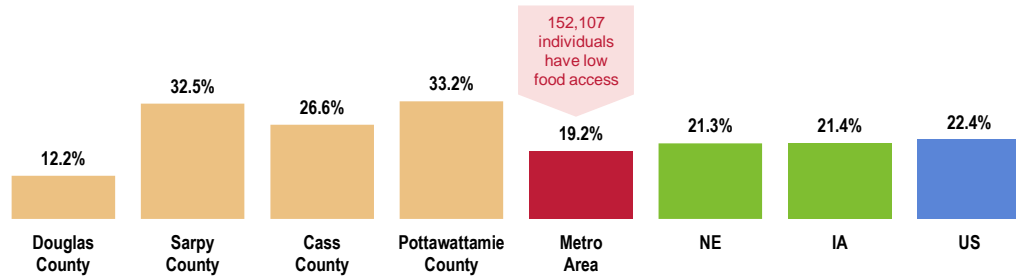 152,107
individuals
have low
food access
12.2%
32.5%
26.6%
33.2%
19.2%
21.3%
21.4%
22.4%
Douglas
County
Sarpy
County
Cass
County
Pottawattamie
County
Metro
Area
NE
IA
US